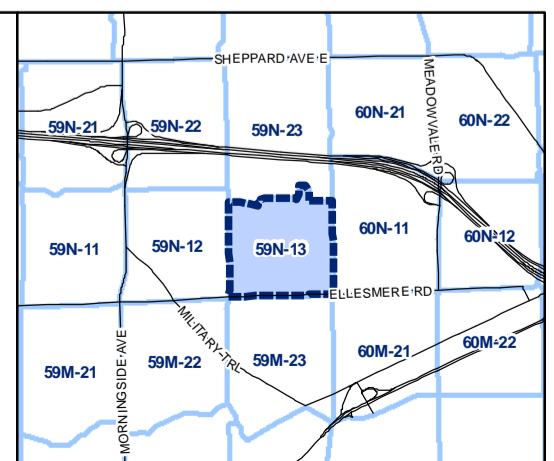 SHEPPARD AVE E
MEADOWVALE RD
59N-21
59N-22
59N-23
60N-21
60N-22
59N-11
59N-12
59N-13
60N-11
60N-12
ELLESMERE RD
MILITARY TRL
MORNINGSIDE AVE
59M-21
59M-22
59M-23
60M-21
60M-22